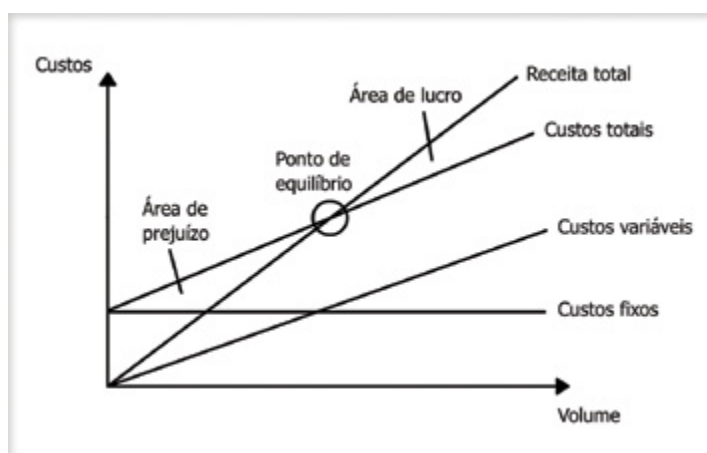 Custos
Receita total
Área de lucro
Custos totais
Ponto de
equilíbrio
Área de
prejuízo
Custos variáveis
Custos fixos
Volume